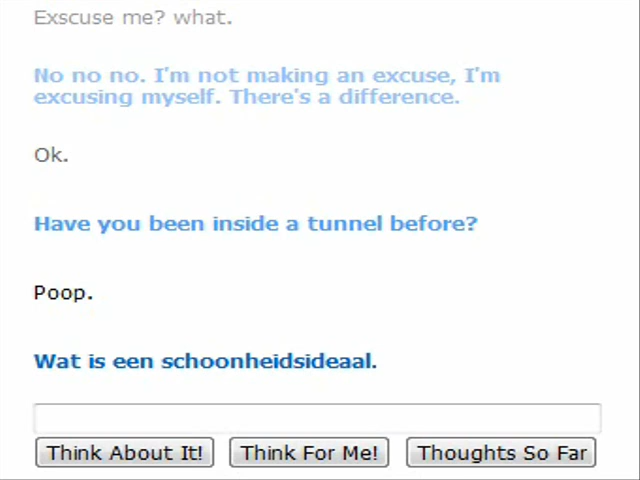 Exscuse me? what.
No no no. I'm not making an excuse, I'm
excusing myself. There's a difference.
Ok.
Have you been inside a tunnel before?
Poop.
Wat is een schoonheidsideaal.
Think About It! Think For Me! Thoughts So Far